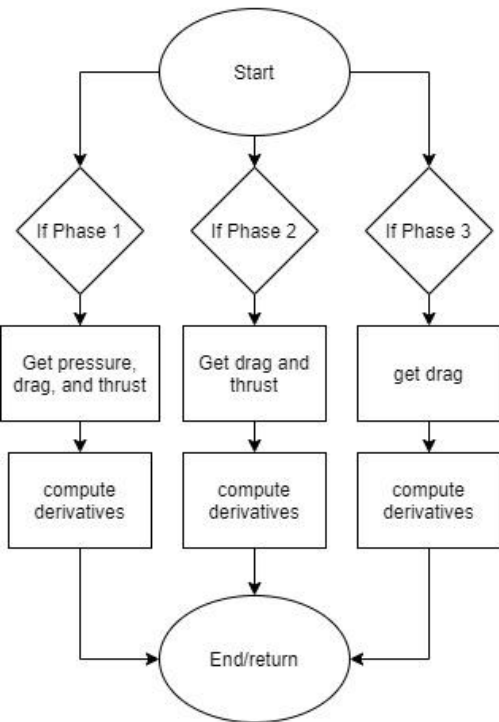 Start
If Phase 1
If Phase 2
If Phase 3
Get pressure,
drag, and thrust
Get drag and
thrust
get drag
compute
derivatives
compute
derivatives
compute
derivatives
End/return